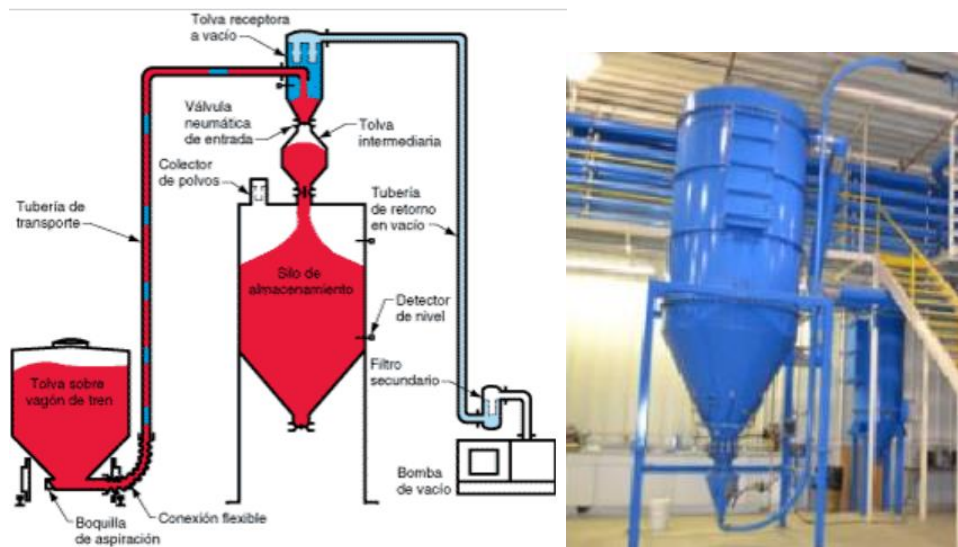 Tolva receptora
a vacío
Válvula
neumática
de entrada
Tolva
intermediaria
Colector
de polvos
Tubería de
transporte
Tubería
de retorno
en vacío
Silo de
almacenamiento
Detector
de nivel
Filtro
secundario
Tolva sobre
vagón de tren
Bomba
de vacío
Boquilla
de aspiración
Conexión flexible